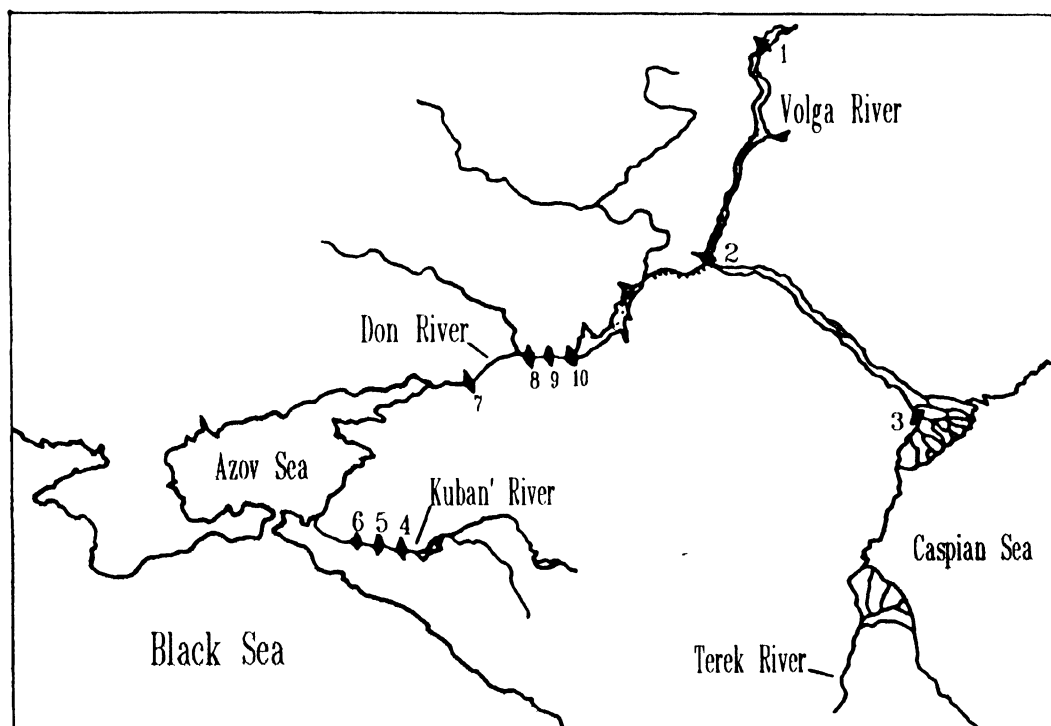 1
Volga River
2
Don River
8 9 10
7
3
Azov Sea
Kuban' River
6 5 4
Caspian Sea
Black Sea
Terek River